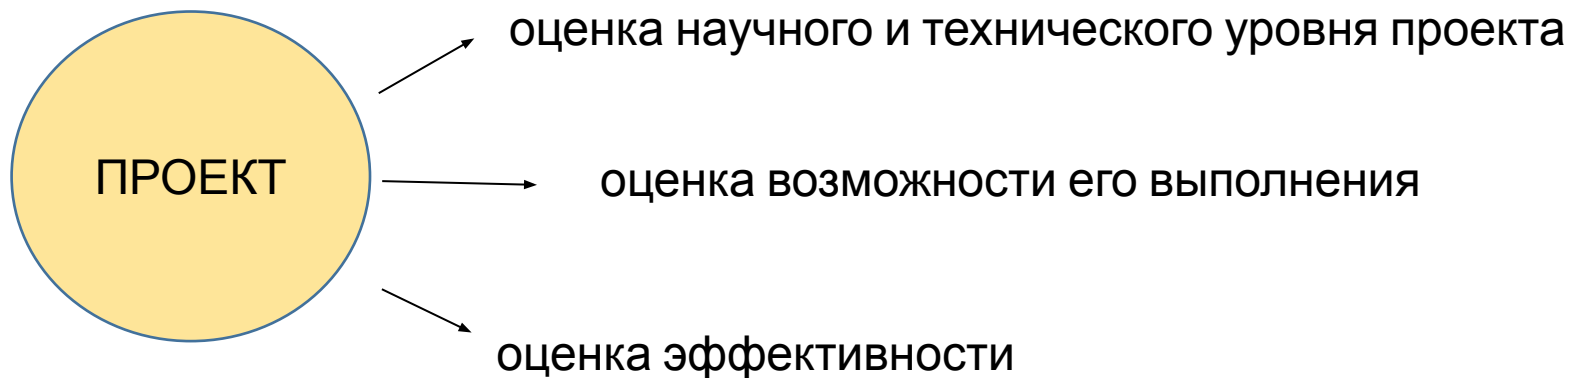 оценка научного и технического уровня проекта
ПРОЕКТ
оценка возможности его выполнения
оценка эффективности